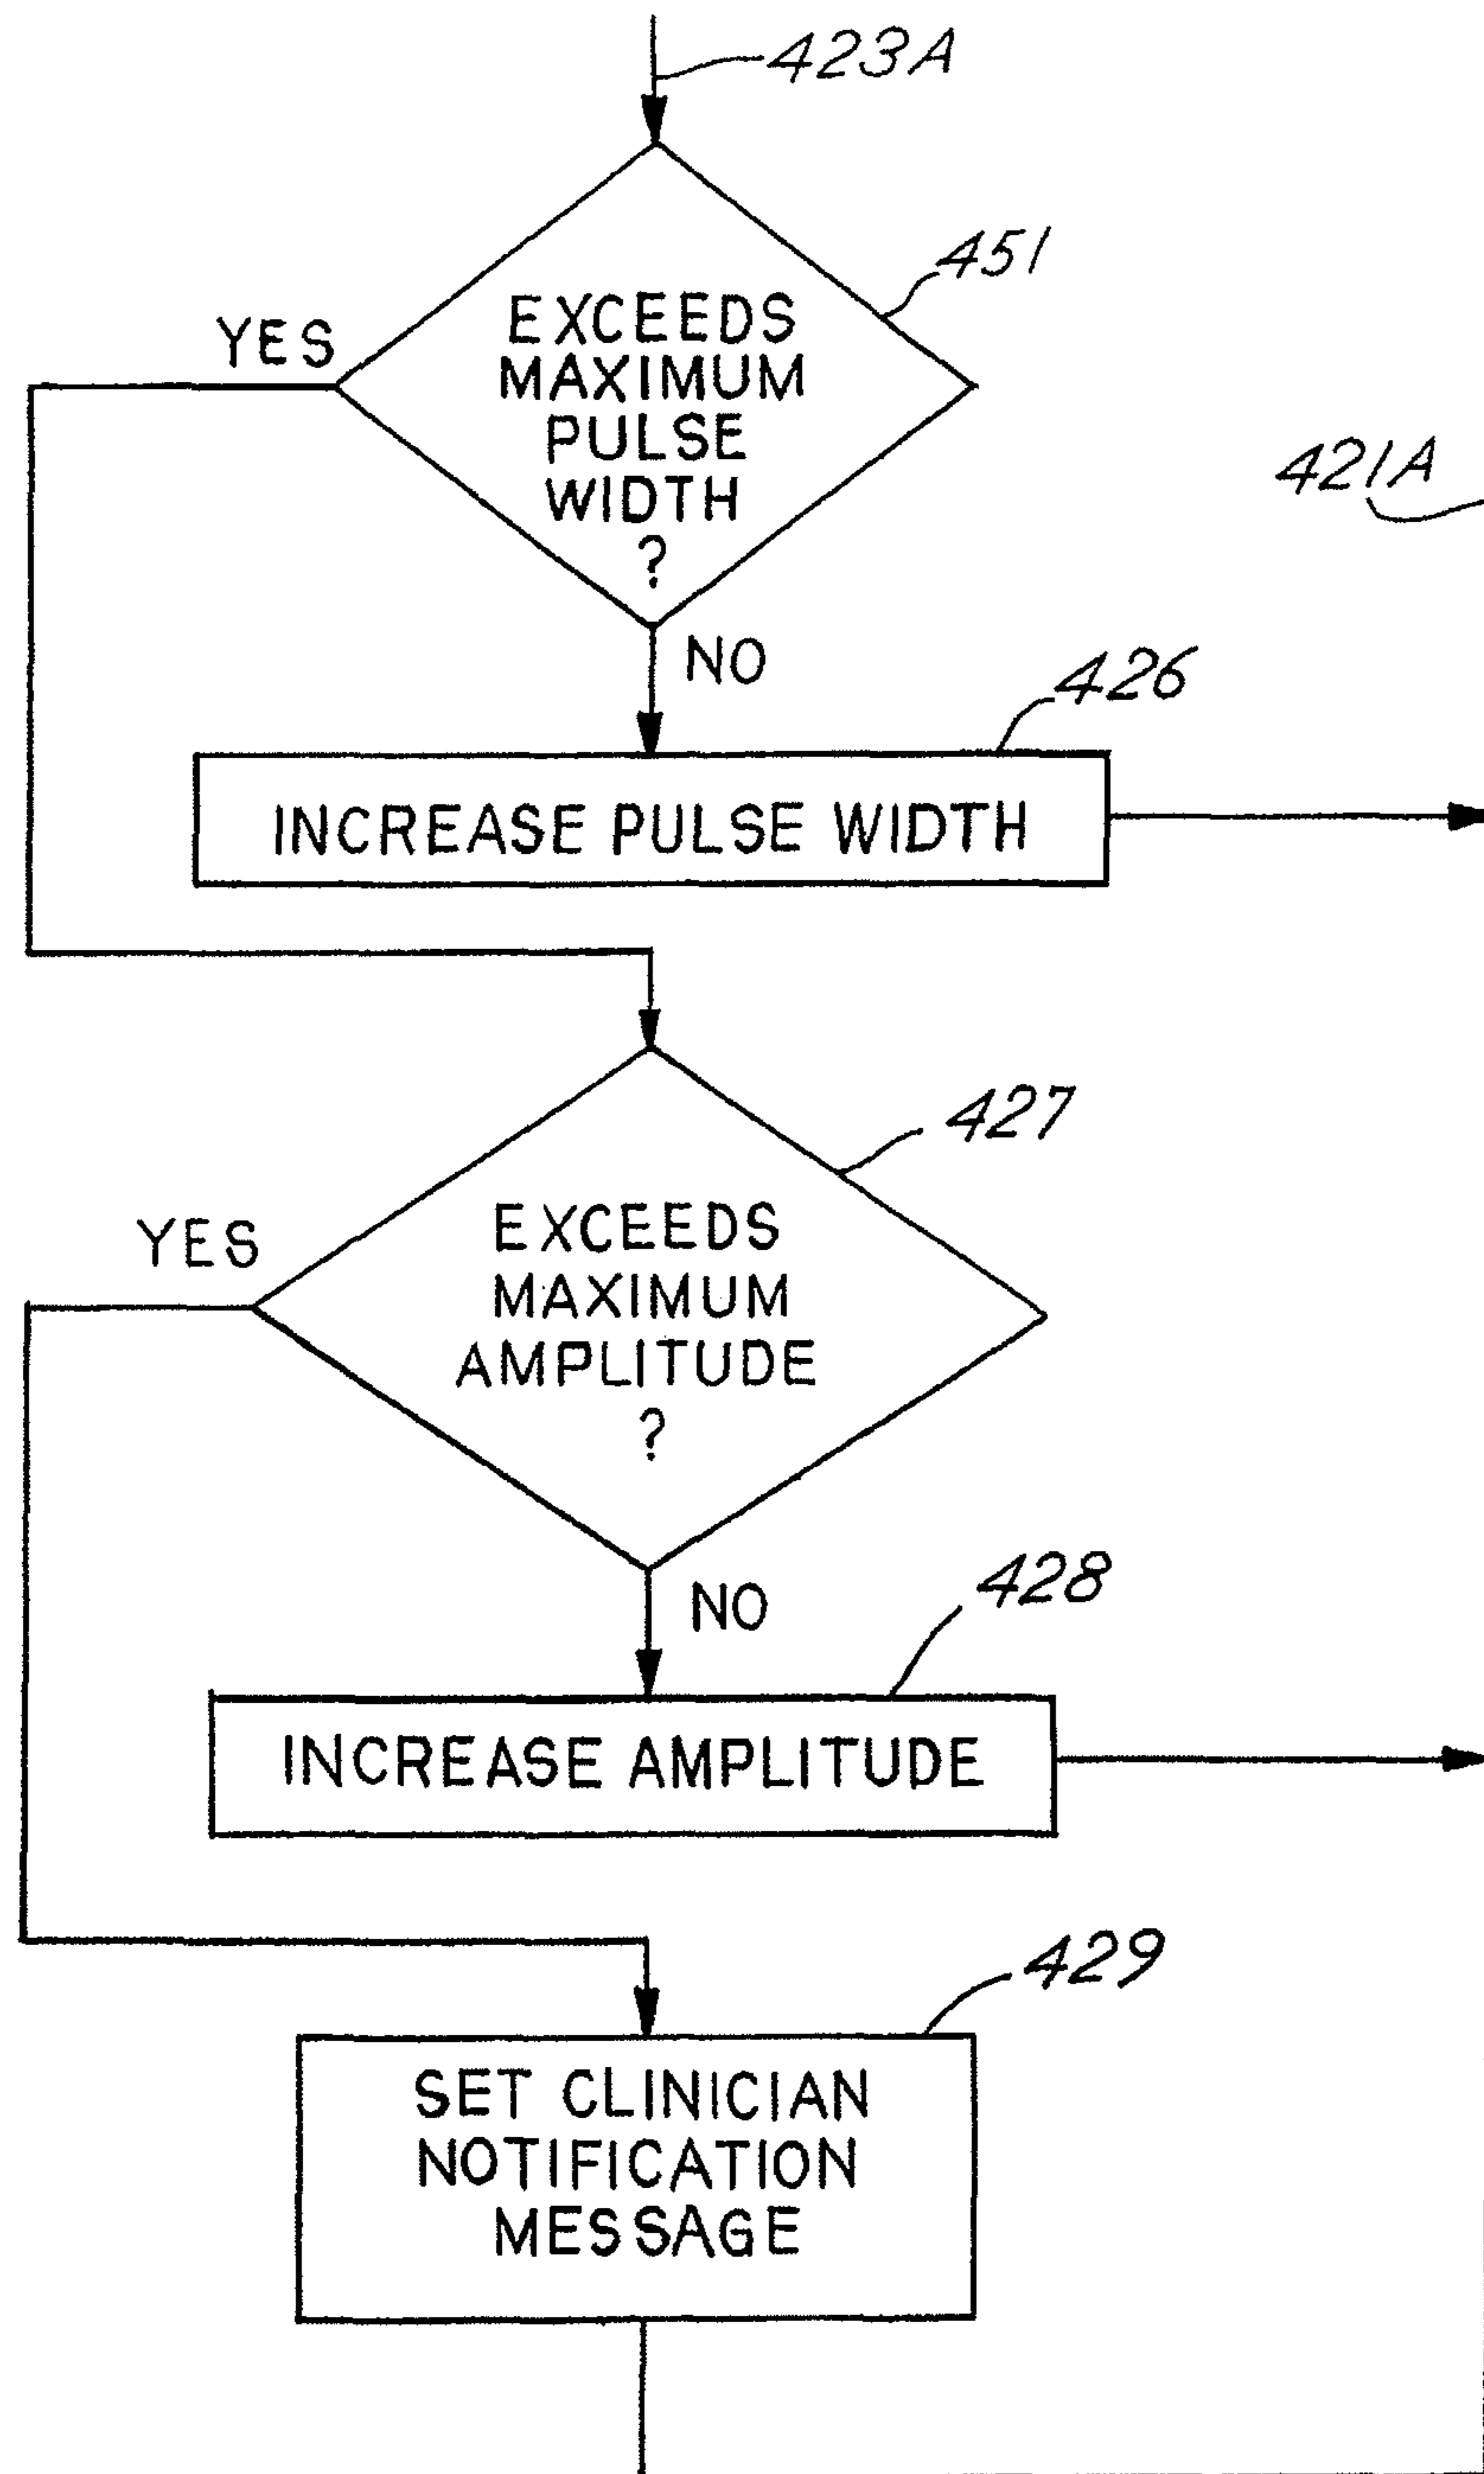 423A
451
YES
EXCEEDS
MAXIMUM
PULSE
WIDTH
?
421A
NO
426
INCREASE PULSE WIDTH
427
YES
EXCEEDS
MAXIMUM
AMPLITUDE
?
NO
428
INCREASE AMPLITUDE
429
SET CLINICIAN
NOTIFICATION
MESSAGE